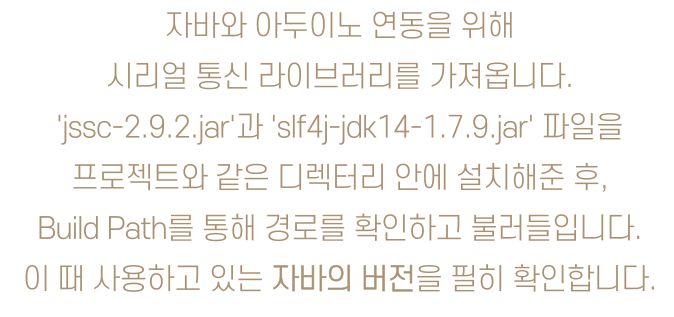 자바와 아두이노 연동을 위해
시리얼 통신 라이브러리를 가져옵니다.
'jssc-2.9.2.jar'과 'slf4j-jdk14-1.7.9.jar' 파일을
프로젝트와 같은 디렉터리 안에 설치해준 후,
Build Path를 통해 경로를 확인하고 불러들입니다.
이 때 사용하고 있는 자바의 버전을 필히 확인합니다.